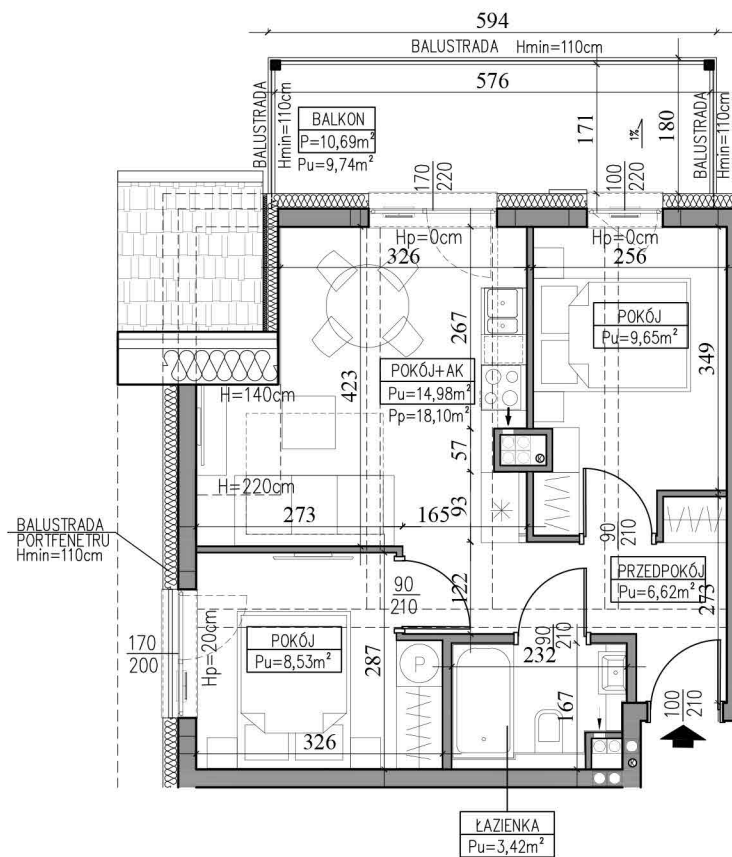 594
BALUSTRADA Hmin=110cm
576
BALUSTRADA
Hmin=110cm
BALKON
P=10,69m²
Pu=9,74m²
171
1%
180
BALUSTRADA
Hmin=110cm
170
220
100
220
Hp=0cm
Hp=0cm
326
256
267
POKÓJ
Pu=9,65m²
349
POKÓJ+AK
Pu=14,98m²
Pp=18,10m²
423
H=140cm
57
H=220cm
93
273
165
BALUSTRADA
PORTFENETRU
Hmin=110cm
90
210
PRZEDPOKÓJ
Pu=6,62m²
273
90
210
122
90
210
170
200
Hp=20cm
POKÓJ
Pu=8,53m²
287
P
232
167
100
210
326
ŁAZIENKA
Pu=3,42m²